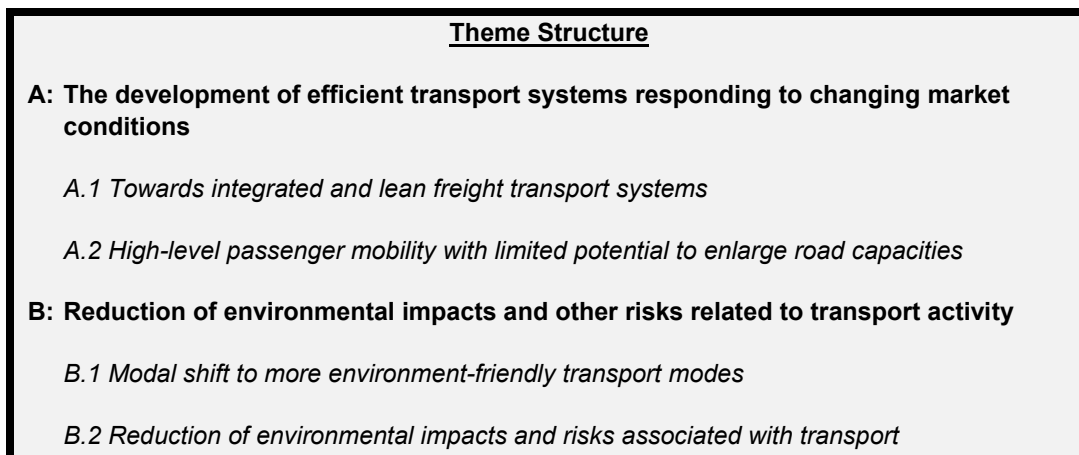 Theme Structure
A: The development of efficient transport systems responding to changing market
conditions
A.1 Towards integrated and lean freight transport systems
A.2 High-level passenger mobility with limited potential to enlarge road capacities
B: Reduction of environmental impacts and other risks related to transport activity
B.1 Modal shift to more environment-friendly transport modes
B.2 Reduction of environmental impacts and risks associated with transport